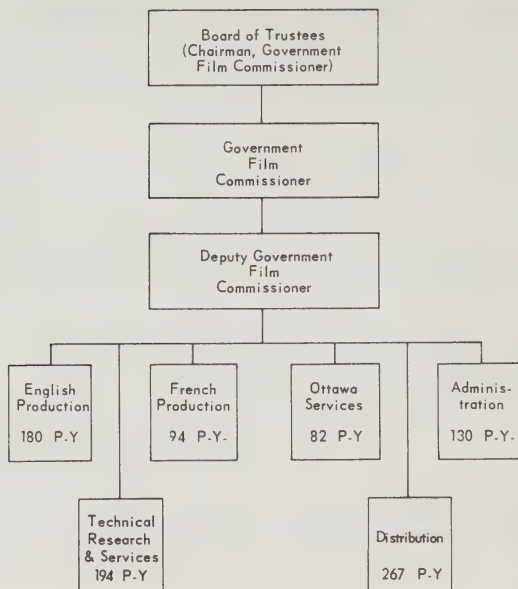 Board of Trustees
(Chairman, Government
Film Commissioner)
Government
Film
Commissioner
Deputy Government
Film
Commissioner
English
Production
180 P-Y
French
Production
94 P-Y-
Ottawa
Services
82 P-Y
Adminis-
tration
130 P-Y-
Technical
Research
& Services
194 P-Y
Distribution
267 P-Y